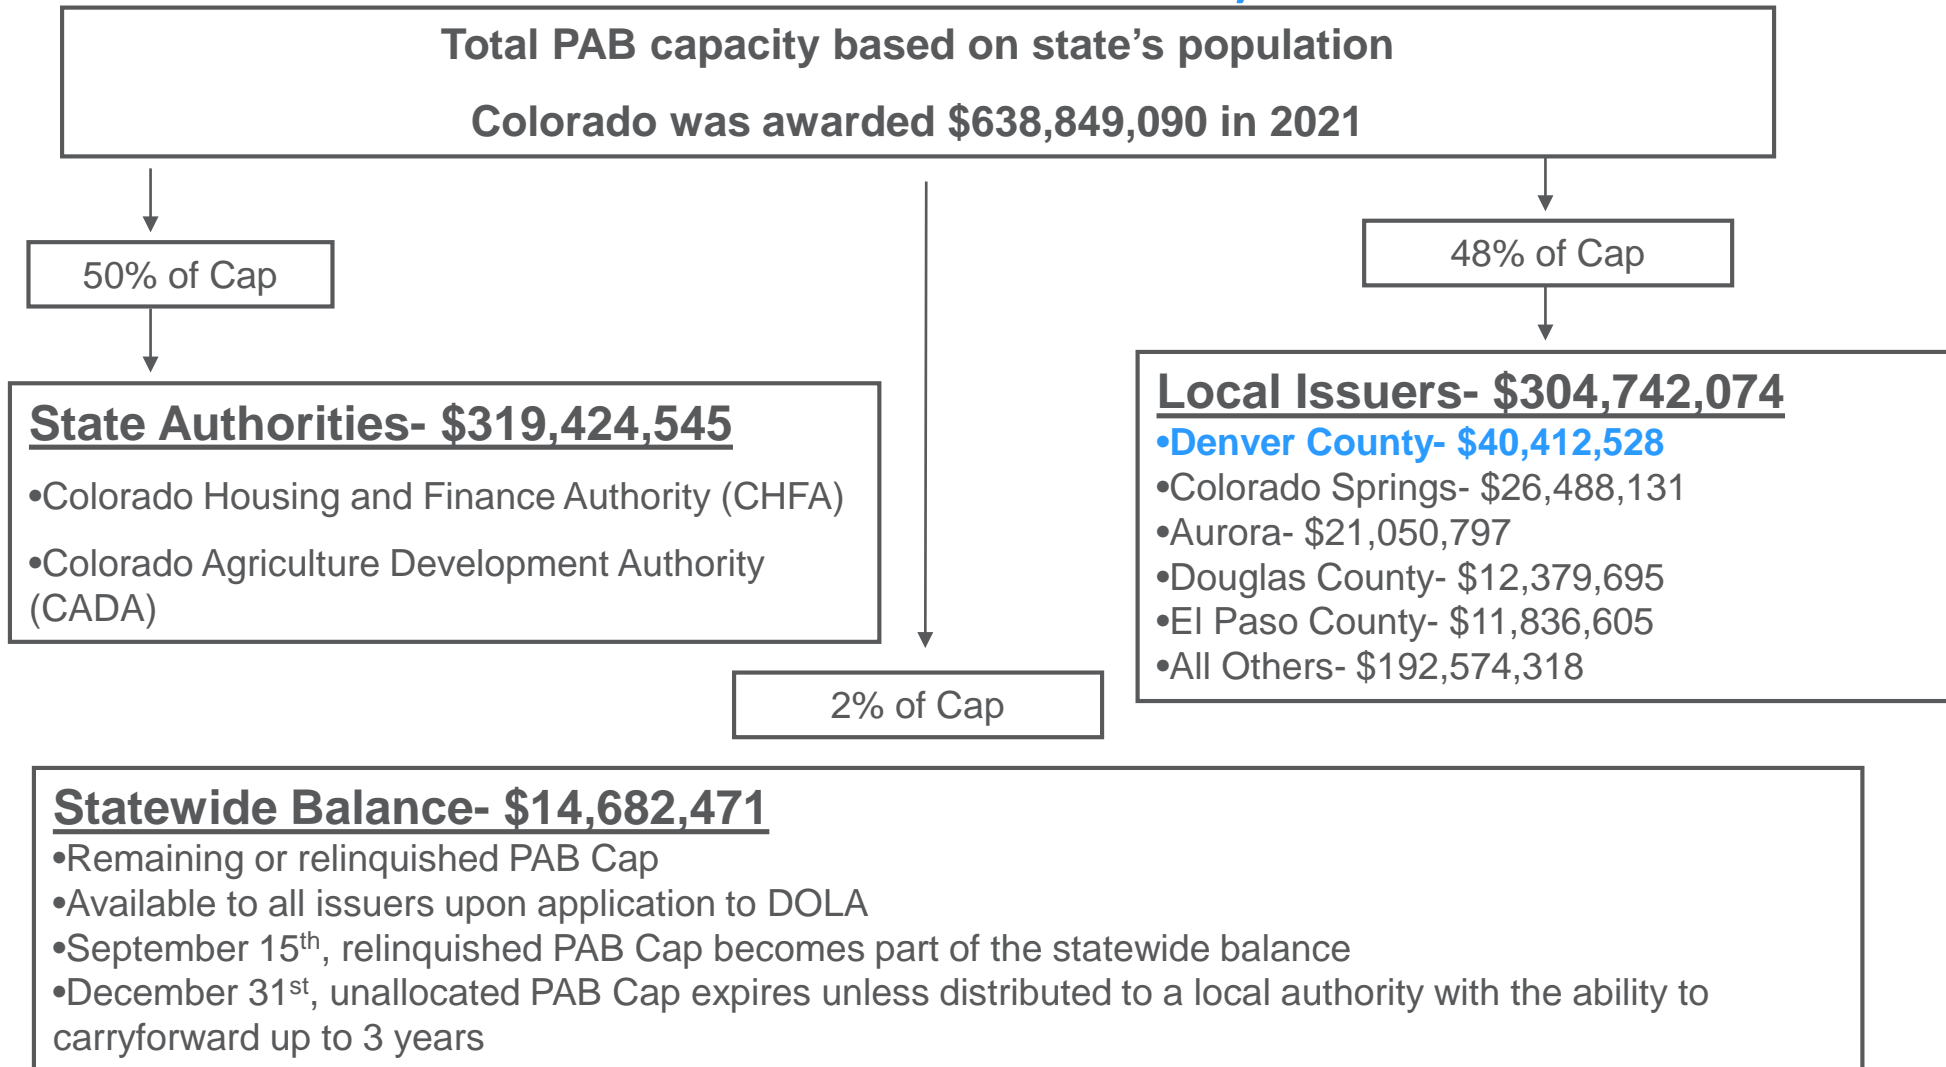 Total PAB capacity based on state’s population
Colorado was awarded $638,849,090 in 2021
50% of Cap
48% of Cap
State Authorities- $319,424,545
•Colorado Housing and Finance Authority (CHFA)
•Colorado Agriculture Development Authority
(CADA)
Local Issuers- $304,742,074
•Denver County- $40,412,528
•Colorado Springs- $26,488,131
•Aurora- $21,050,797
•Douglas County- $12,379,695
•El Paso County- $11,836,605
•All Others- $192,574,318
2% of Cap
Statewide Balance- $14,682,471
•Remaining or relinquished PAB Cap
•Available to all issuers upon application to DOLA
•September 15th, relinquished PAB Cap becomes part of the statewide balance
•December 31st, unallocated PAB Cap expires unless distributed to a local authority with the ability to
carryforward up to 3 years